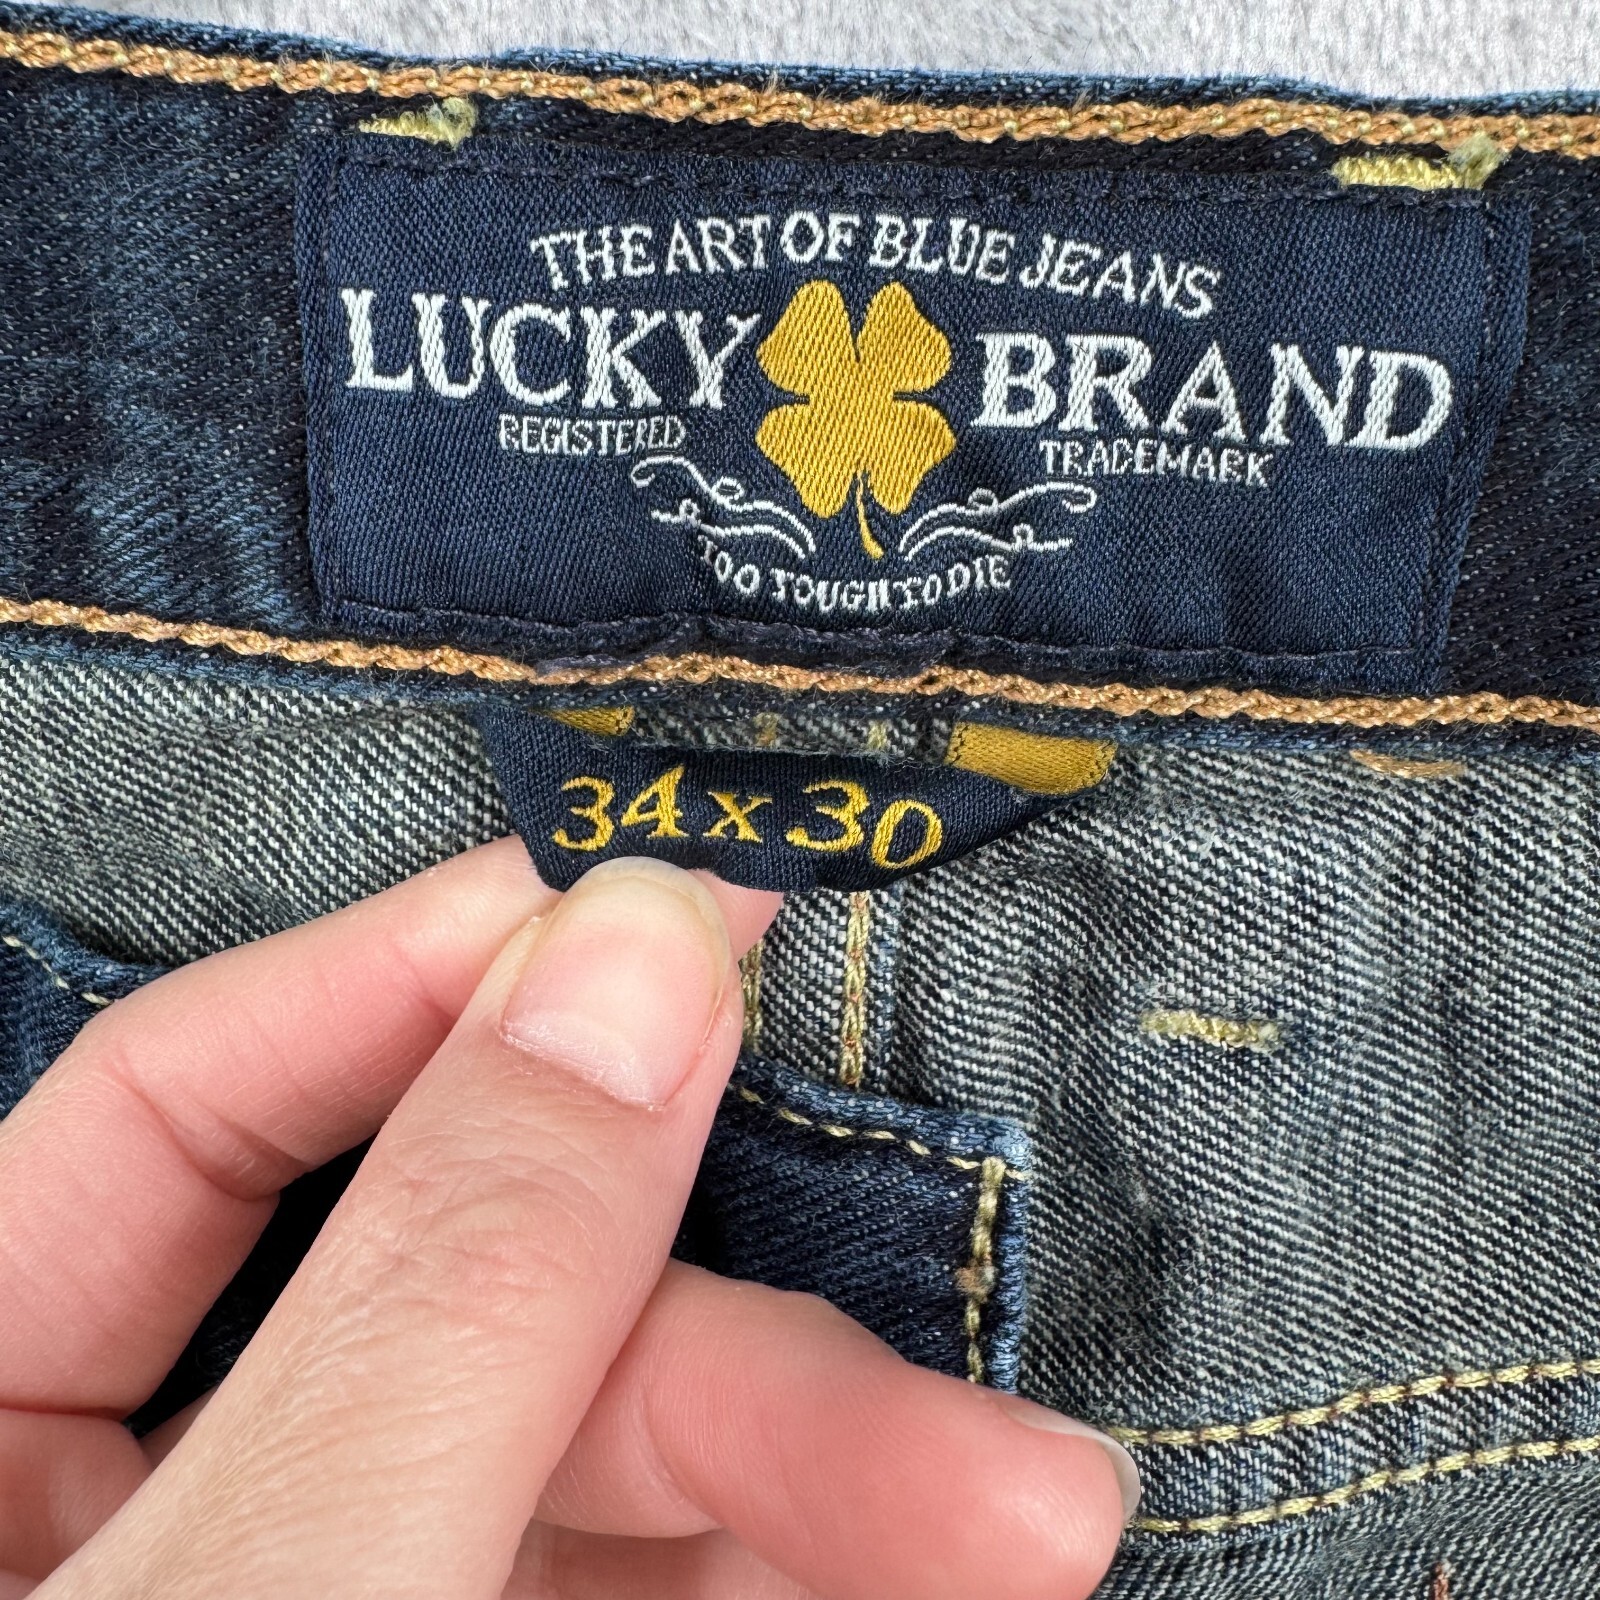 THE ART OF BLUE JEANS
LUCKY BRAND
REGISTERED TRADEMARK
TOO TOUGH TO DIE
34 x 30